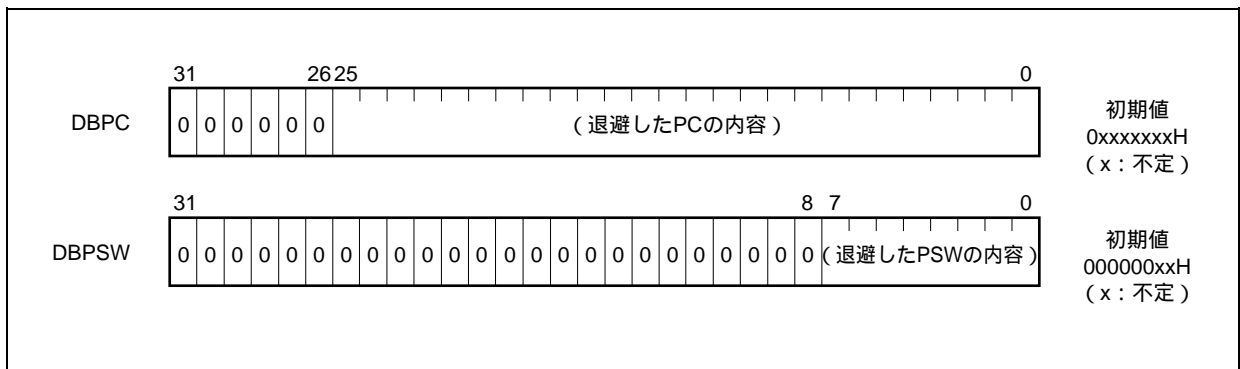 31 26 25 0
DBPC 0 0 0 0 0 0 (退避したPCの内容) 初期値
0xxxxxxxH
(x:不定)
31 8 7 0
DBPSW 0 0 0 0 0 0 0 0 0 0 0 0 0 0 0 0 0 0 0 0 0 0 0 0 (退避したPSWの内容) 初期値
000000xxH
(x:不定)